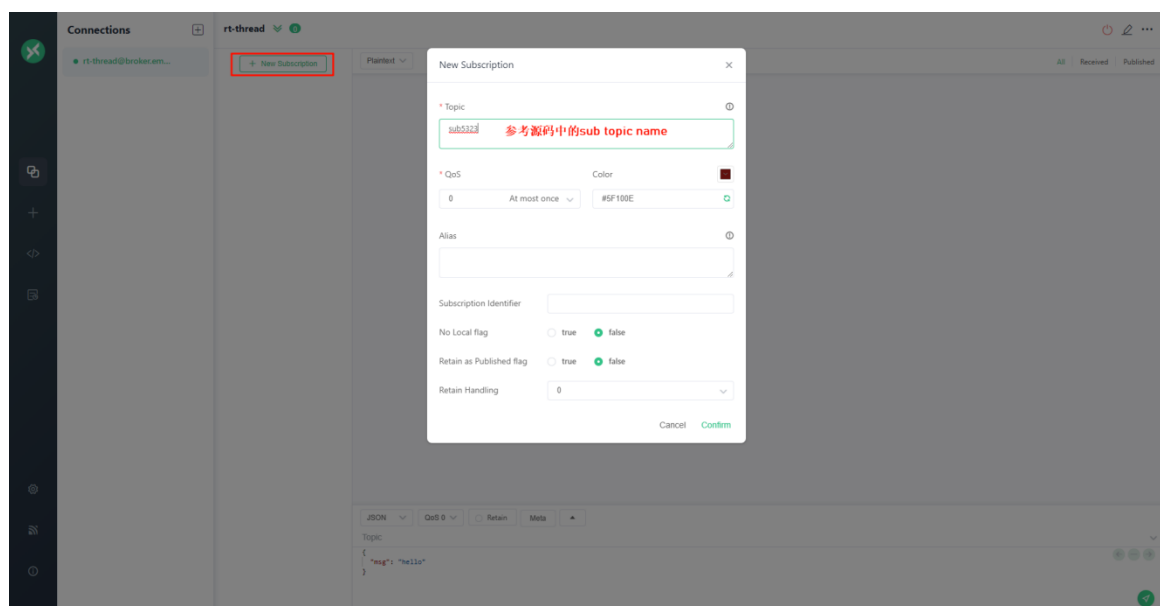 Connections
rt-thread
0
rt-thread@broker.em...
+ New Subscription
Plaintext
All Received Published
New Subscription
* Topic
sub5323
参考源码中的sub topic name
* QoS
Color
0 At most once
#5F100E
Alias
Subscription Identifier
No Local flag
true false
Retain as Published flag
true false
Retain Handling
0
Cancel Confirm
JSON QoS 0 Retain Meta
Topic
{
"msg": "hello"
}